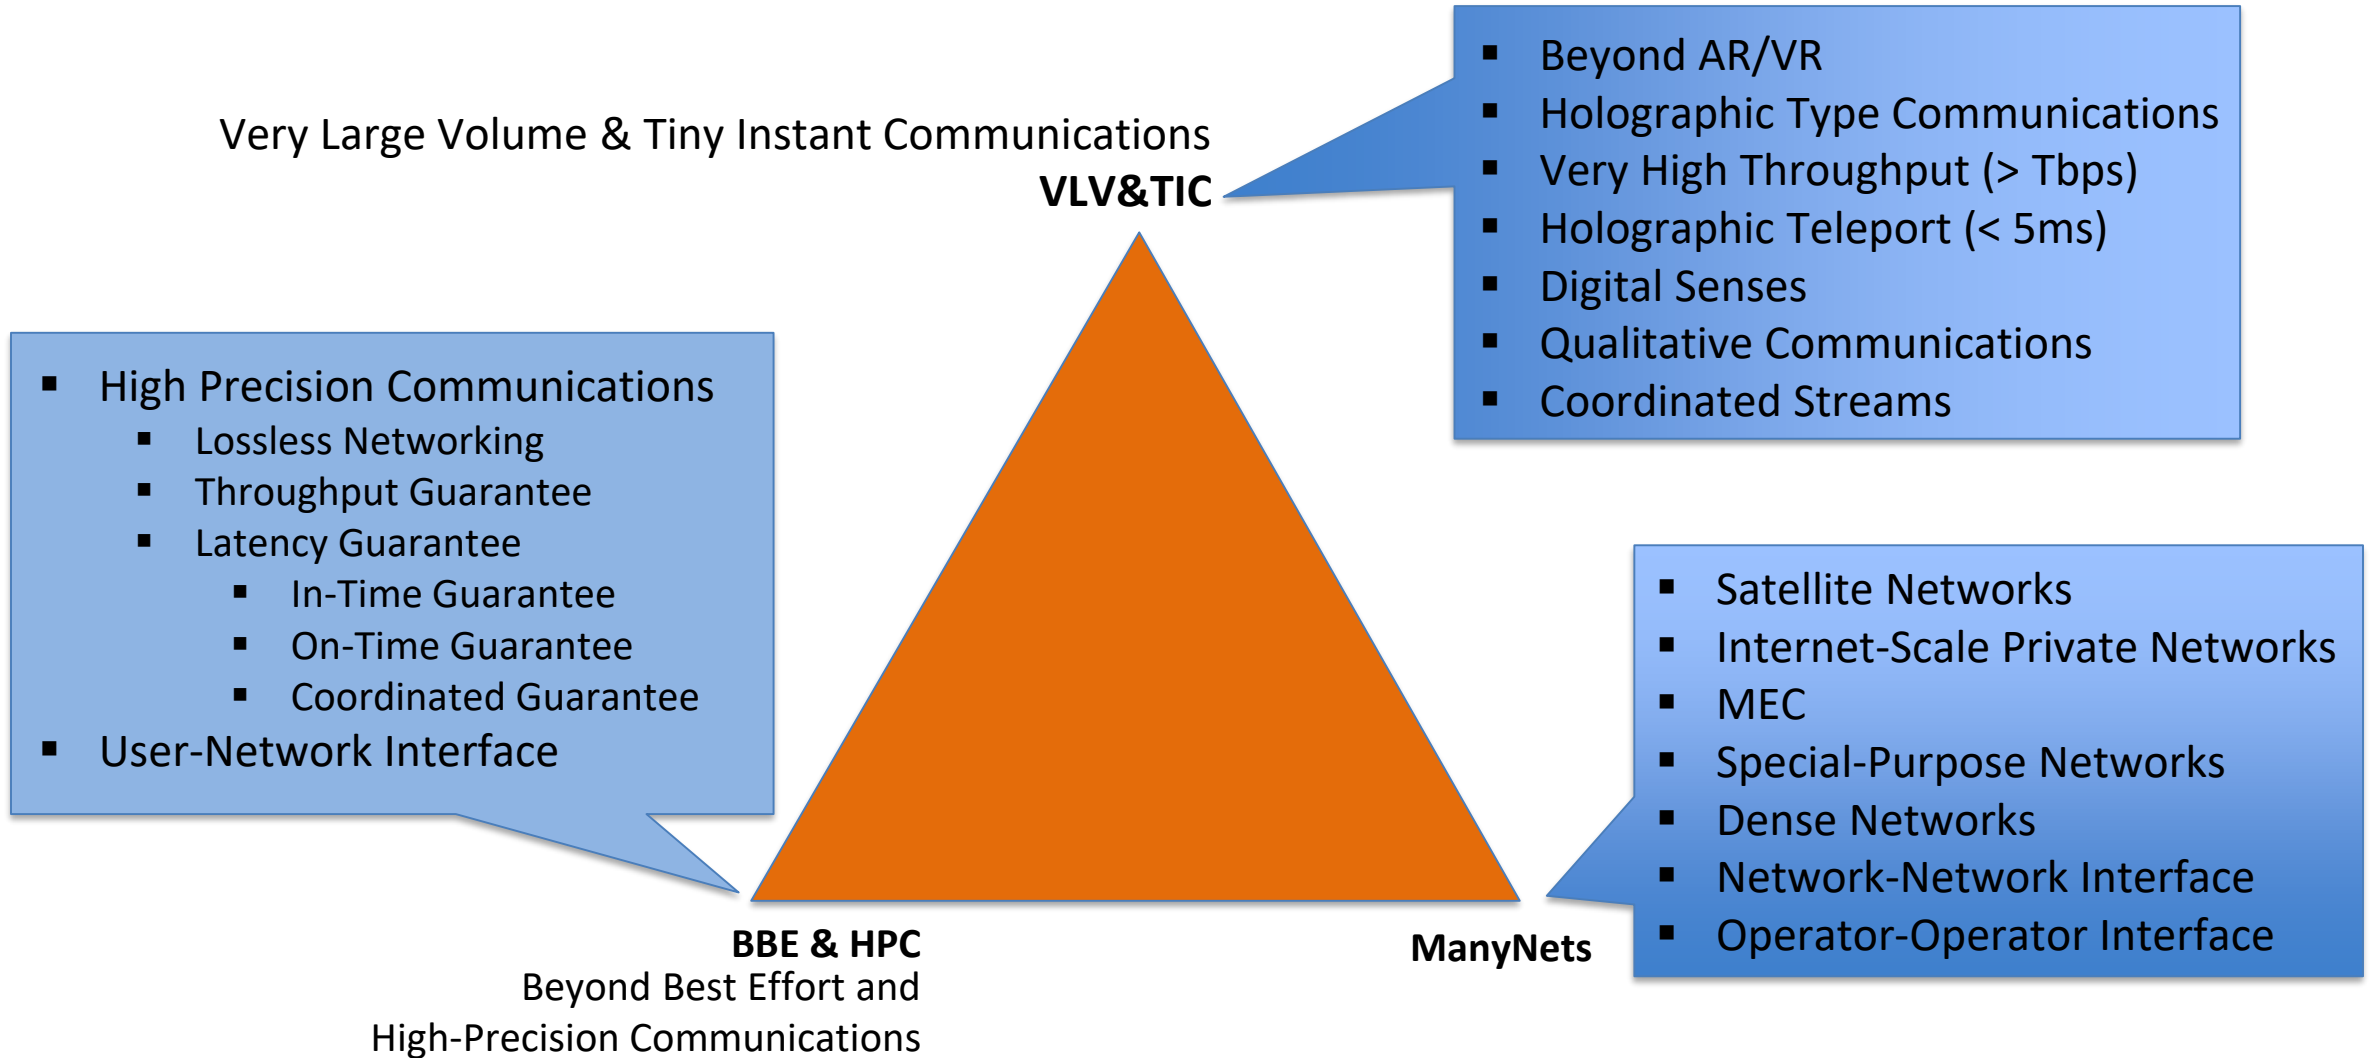 Very Large Volume & Tiny Instant Communications
VLV&TIC
▪ Beyond AR/VR
▪ Holographic Type Communications
▪ Very High Throughput (> Tbps)
▪ Holographic Teleport (< 5ms)
▪ Digital Senses
▪ Qualitative Communications
▪ Coordinated Streams
▪ High Precision Communications
▪ Lossless Networking
▪ Throughput Guarantee
▪ Latency Guarantee
▪ In-Time Guarantee
▪ On-Time Guarantee
▪ Coordinated Guarantee
▪ User-Network Interface
▪ Satellite Networks
▪ Internet-Scale Private Networks
▪ MEC
▪ Special-Purpose Networks
▪ Dense Networks
▪ Network-Network Interface
▪ Operator-Operator Interface
BBE & HPC
Beyond Best Effort and
High-Precision Communications
ManyNets